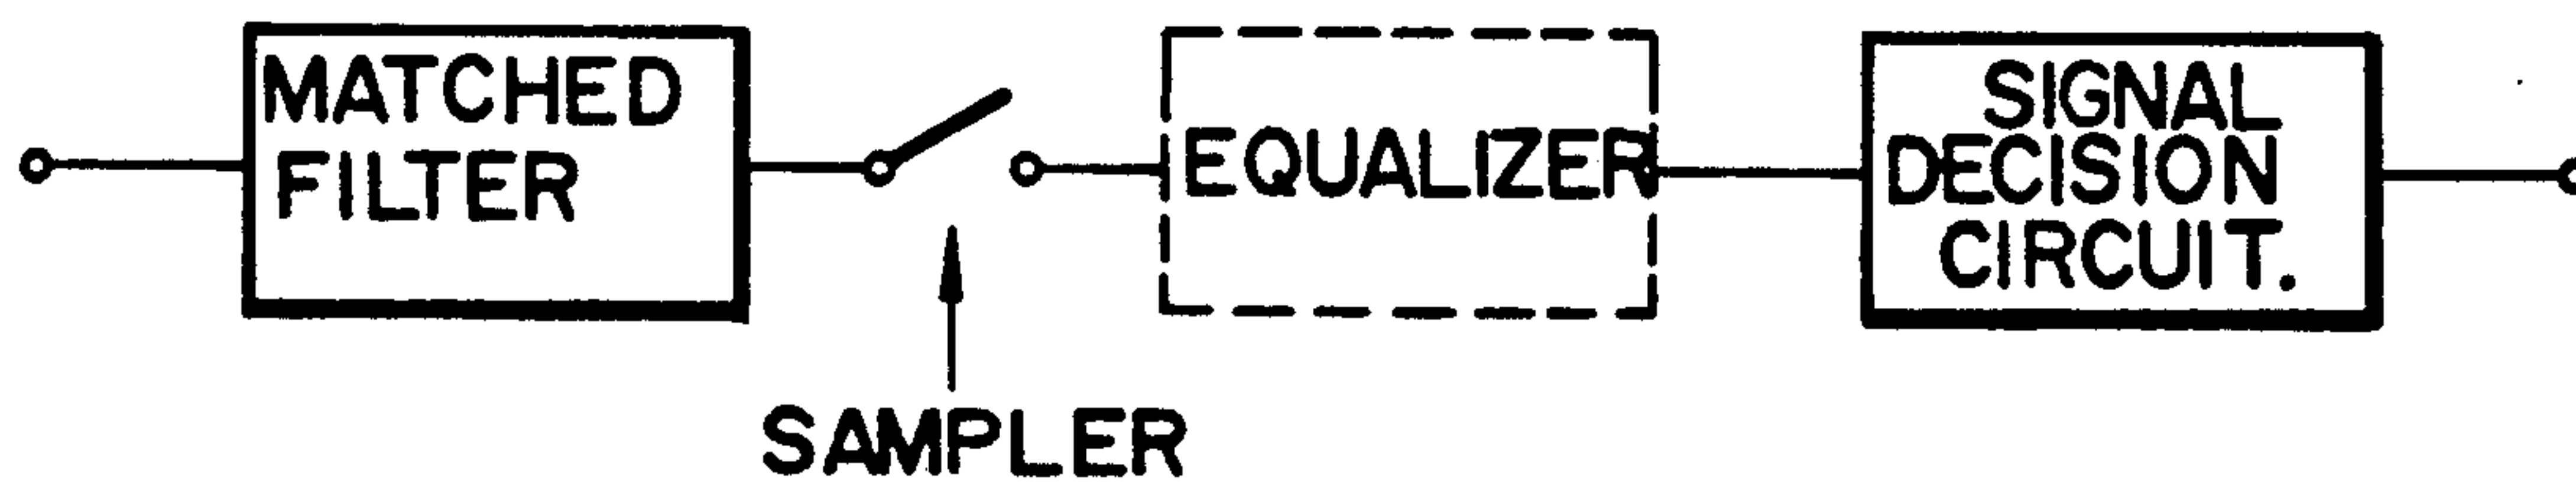 MATCHED
FILTER
EQUALIZER
SIGNAL
DECISION
CIRCUIT.
SAMPLER